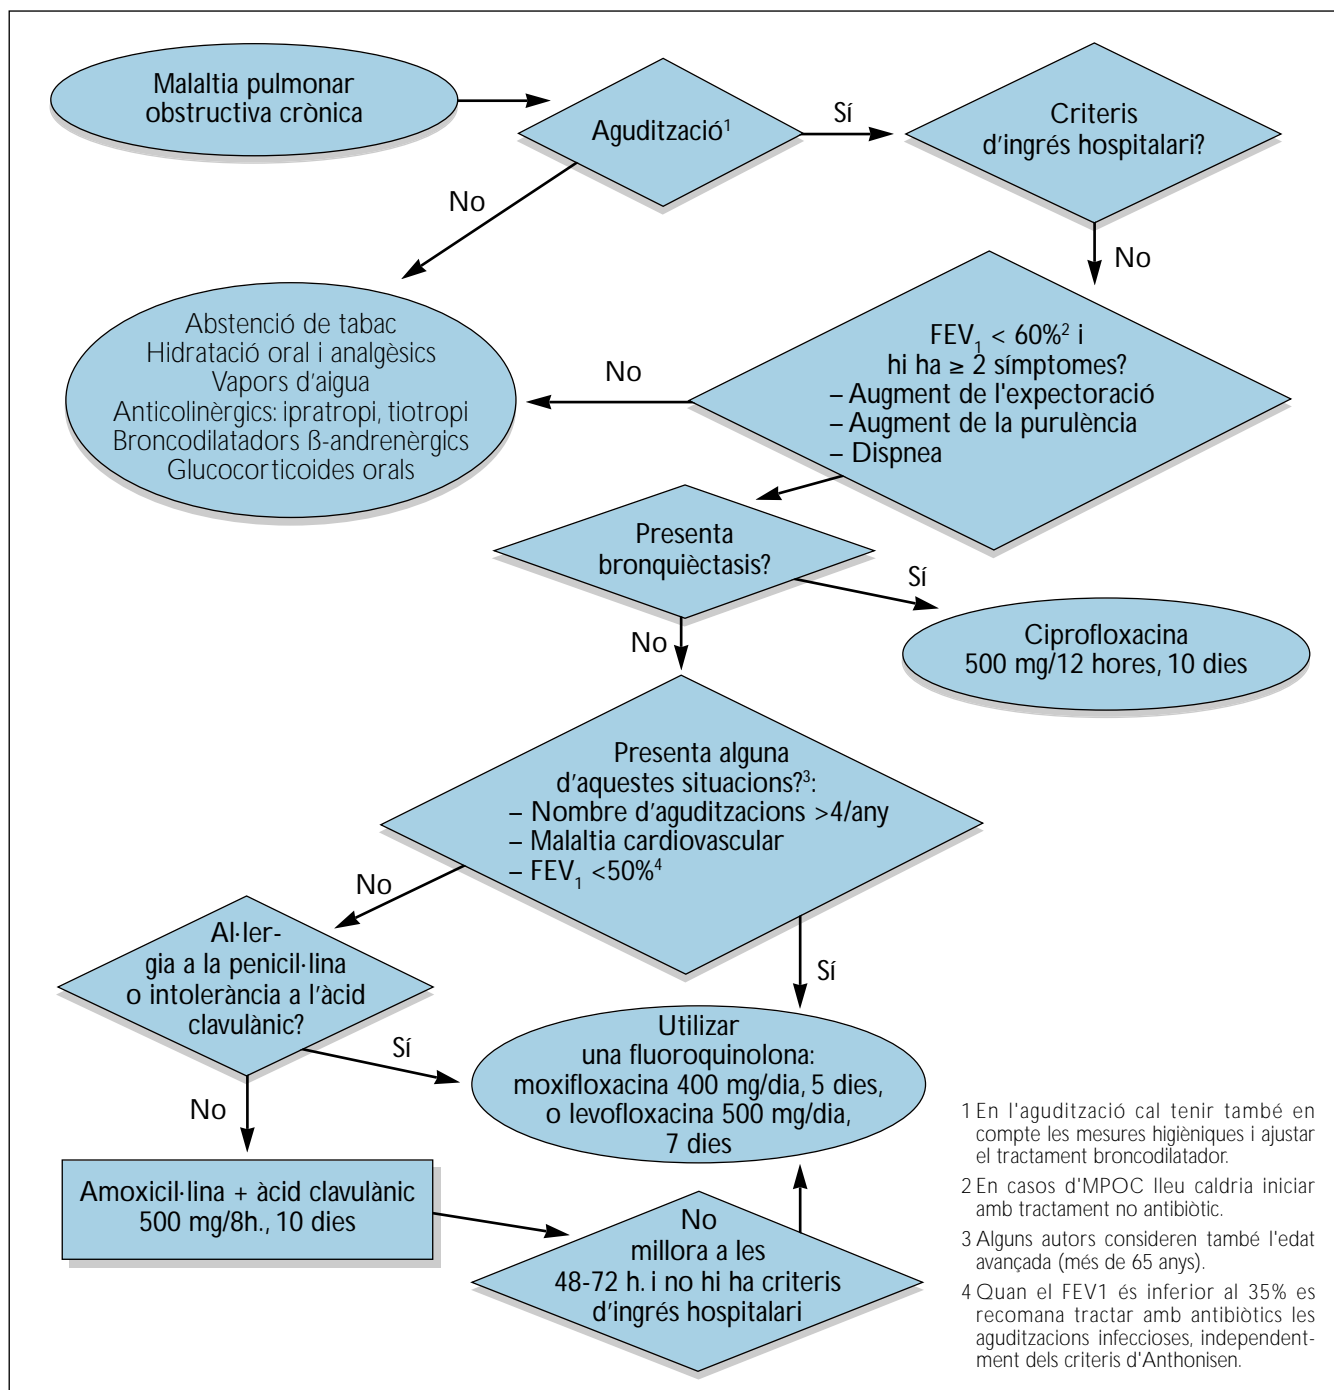 Malaltia pulmonar
obstructiva crònica
Agudització1
Sí
Criteris
d'ingrés hospitalari?
No
No
Abstenció de tabac
Hidratació oral i analgèsics
Vapors d'aigua
Anticolinèrgics: ipratropi, tiotropi
Broncodilatadors ß-andrenèrgics
Glucocorticoides orals
No
FEV1 < 60%2 i
hi ha ≥ 2 símptomes?
– Augment de l'expectoració
– Augment de la purulència
– Dispnea
Presenta
bronquièctasis?
Sí
Ciprofloxacina
500 mg/12 hores, 10 dies
No
Presenta alguna
d'aquestes situacions?3:
– Nombre d'aguditzacions >4/any
– Malaltia cardiovascular
– FEV1 <50%4
No
Sí
Al·ler-
gia a la penicil·lina
o intolerància a l'àcid
clavulànic?
Sí
No
Utilizar
una fluoroquinolona:
moxifloxacina 400 mg/dia, 5 dies,
o levofloxacina 500 mg/dia,
7 dies
Amoxicil·lina + àcid clavulànic
500 mg/8h., 10 dies
No
millora a les
48-72 h. i no hi ha criteris
d'ingrés hospitalari
1 En l'agudització cal tenir també en
compte les mesures higièniques i ajustar
el tractament broncodilatador.
2 En casos d'MPOC lleu caldria iniciar
amb tractament no antibiòtic.
3 Alguns autors consideren també l'edat
avançada (més de 65 anys).
4 Quan el FEV1 és inferior al 35% es
recomana tractar amb antibiòtics les
aguditzacions infeccioses, independent-
ment dels criteris d'Anthonisen.